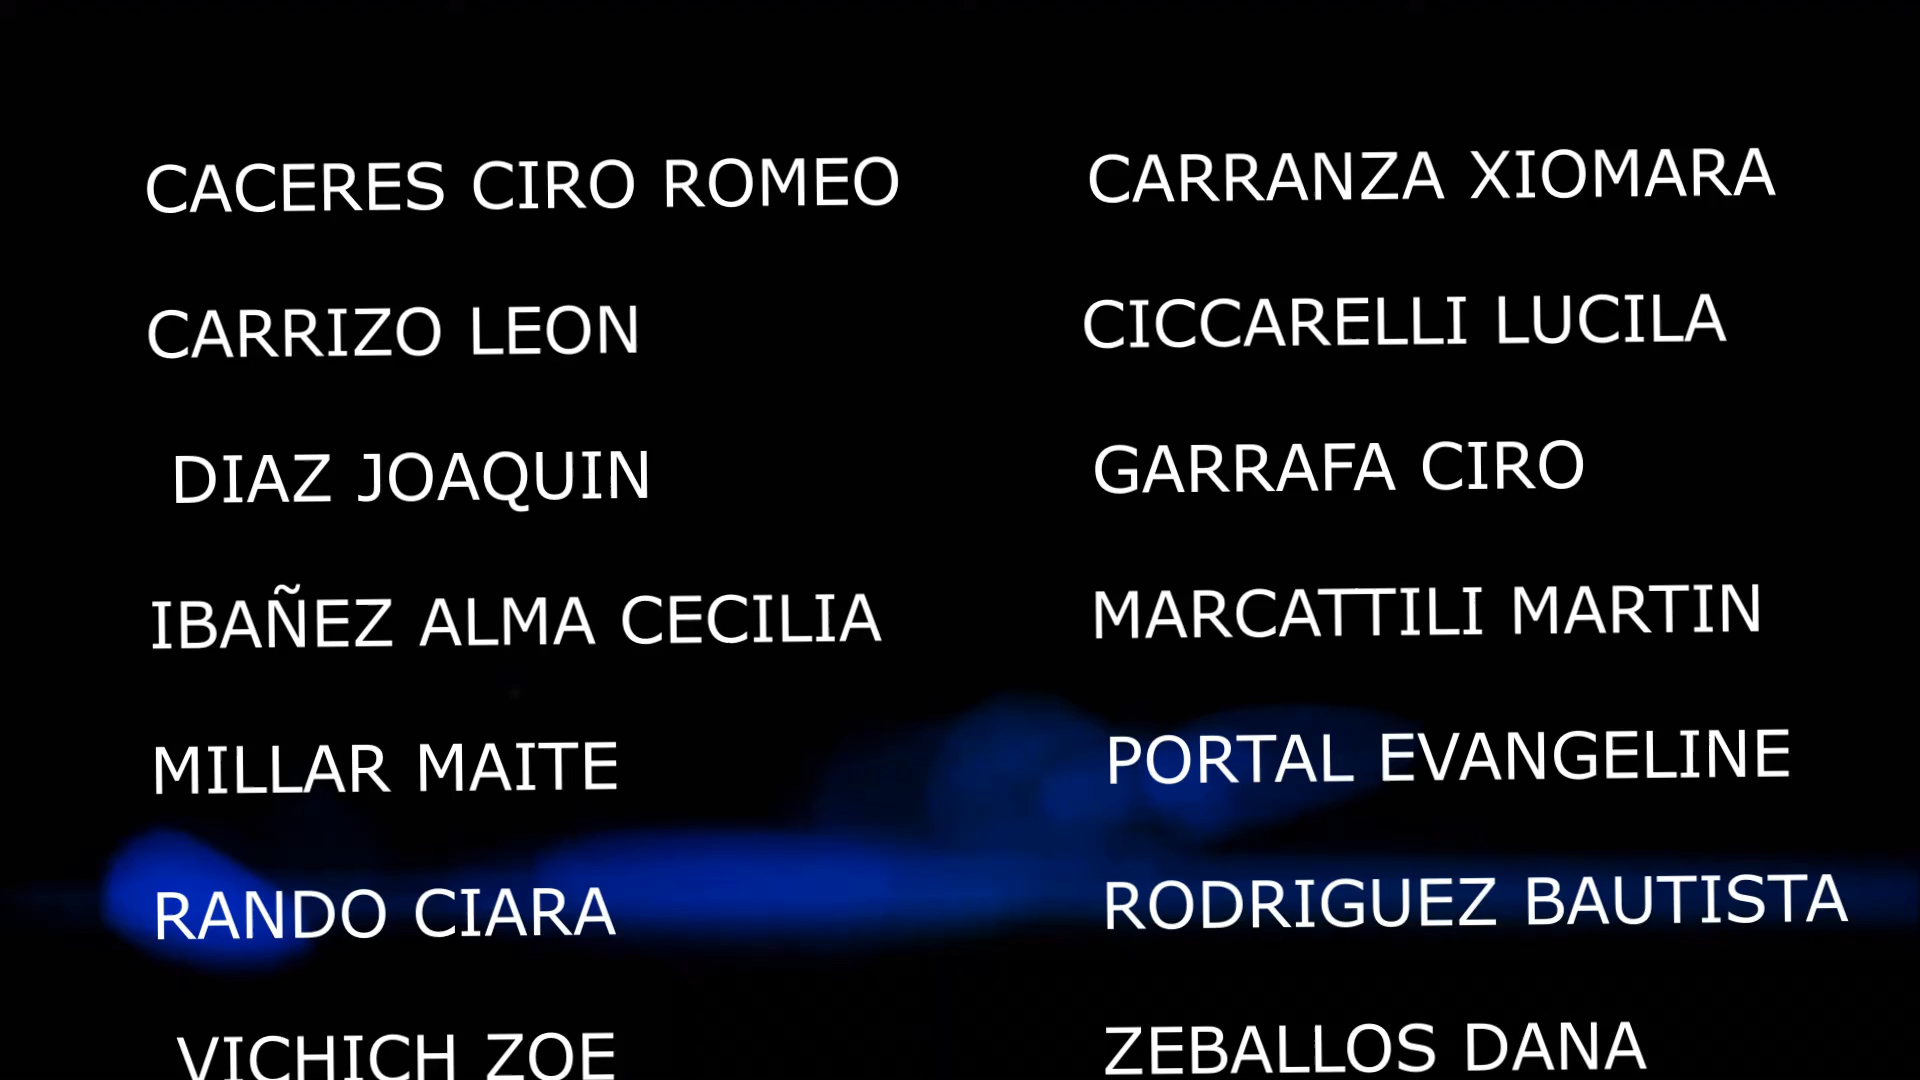 CACERES CIRO ROMEO
CARRANZA XIOMARA
CARRIZO LEON
CICCARELLI LUCILA
DIAZ JOAQUIN
GARRAFA CIRO
IBAÑEZ ALMA CECILIA
MARCATTILI MARTIN
MILLAR MAITE
PORTAL EVANGELINE
RANDO CIARA
RODRIGUEZ BAUTISTA
VICHICH ZOE
ZEBALLOS DANA